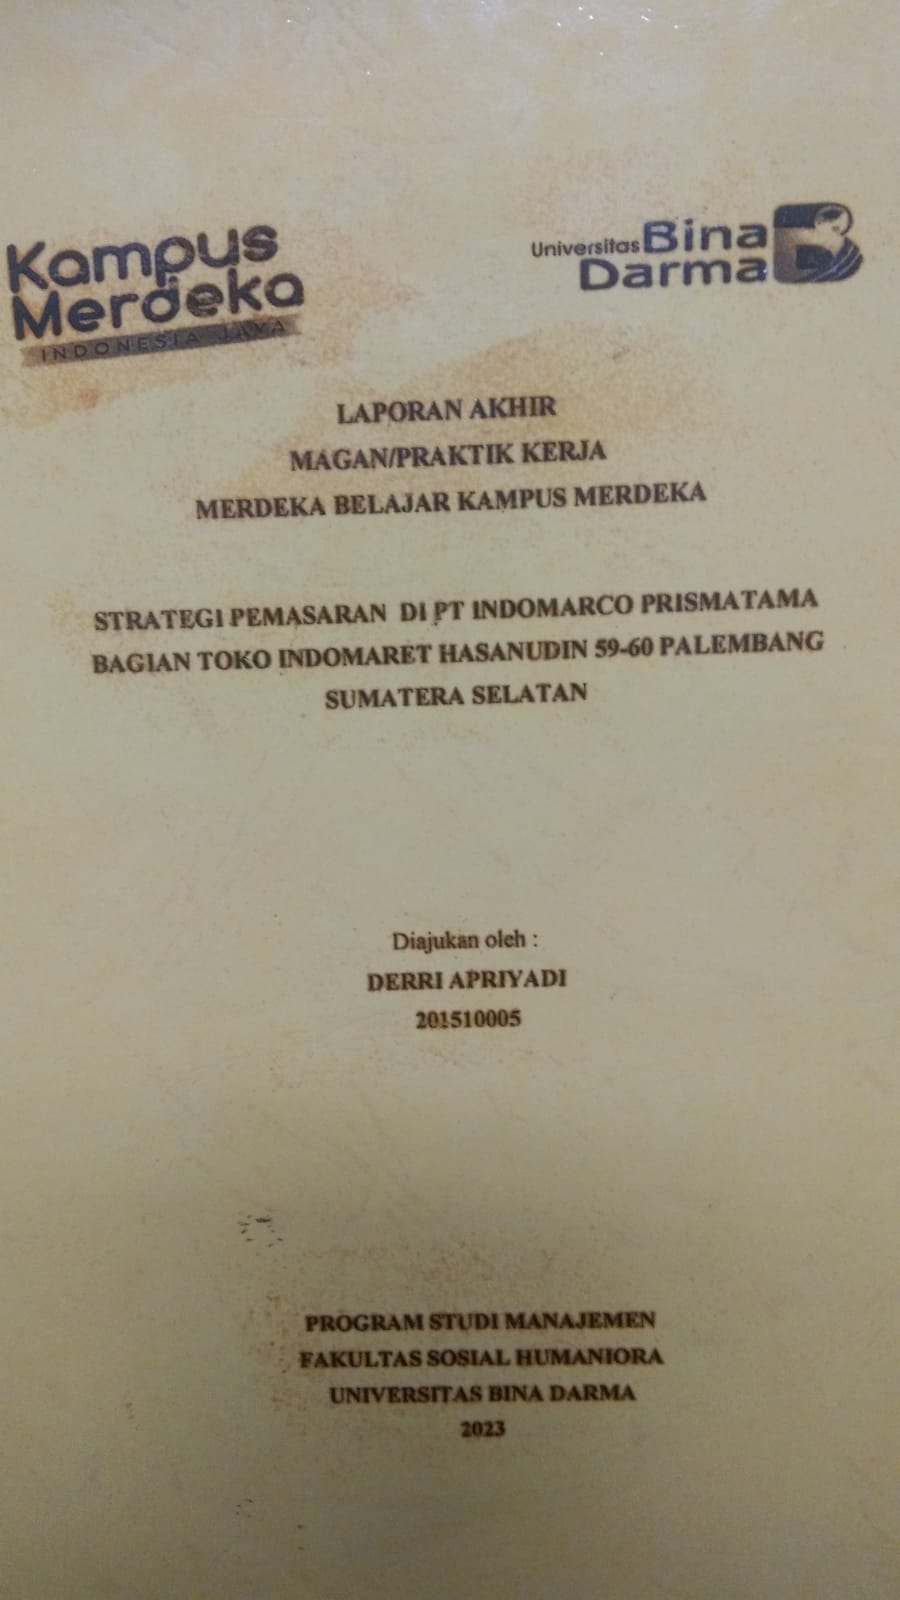 Kampus
Merdeka
INDONESIA JAYA
Universitas Bina
Darma
LAPORAN AKHIR
MAGAN/PRAKTIK KERJA
MERDEKA BELAJAR KAMPUS MERDEKA
STRATEGI PEMASARAN DI PT INDOMARCO PRISMATAMA
BAGIAN TOKO INDOMARET HASANUDIN 59-60 PALEMBANG
SUMATERA SELATAN
Diajukan oleh :
DERRI APRIYADI
201510005
PROGRAM STUDI MANAJEMEN
FAKULTAS SOSIAL HUMANIORA
UNIVERSITAS BINA DARMA
2023